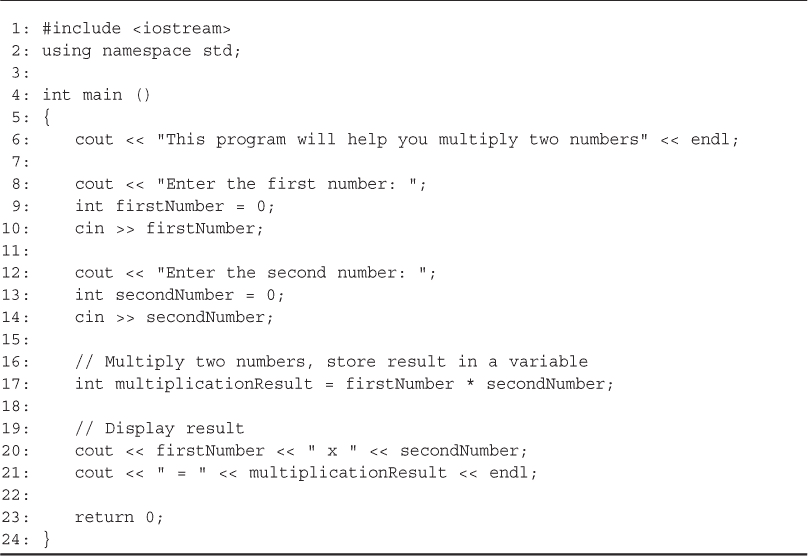 1: #include <iostream>
2: using namespace std;
3:
4: int main ()
5: {
6:    cout << "This program will help you multiply two numbers" << endl;
7:
8:    cout << "Enter the first number: ";
9:    int firstNumber = 0;
10:    cin >> firstNumber;
11:
12:    cout << "Enter the second number: ";
13:    int secondNumber = 0;
14:    cin >> secondNumber;
15:
16:    // Multiply two numbers, store result in a variable
17:    int multiplicationResult = firstNumber * secondNumber;
18:
19:    // Display result
20:    cout << firstNumber << " x " << secondNumber;
21:    cout << " = " << multiplicationResult << endl;
22:
23:    return 0;
24: }